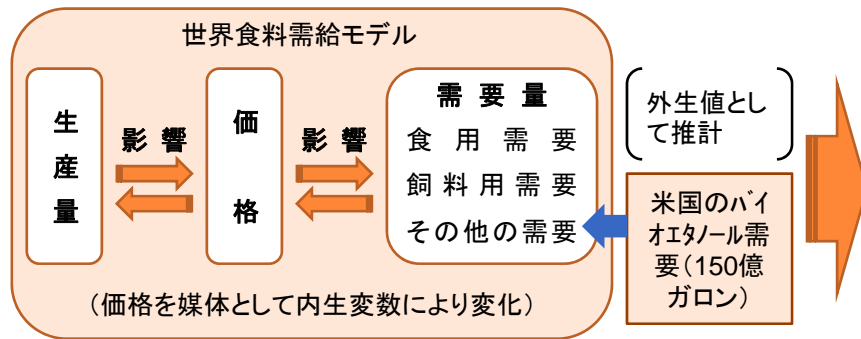 世界食料需給モデル
生産量
影響
価格
影響
需要量
食用需要
飼料用需要
その他の需要
(価格を媒体として内生変数により変化)
外生値とし
て推計
米国のバイ
オエタノール需
要(150億
ガロン)